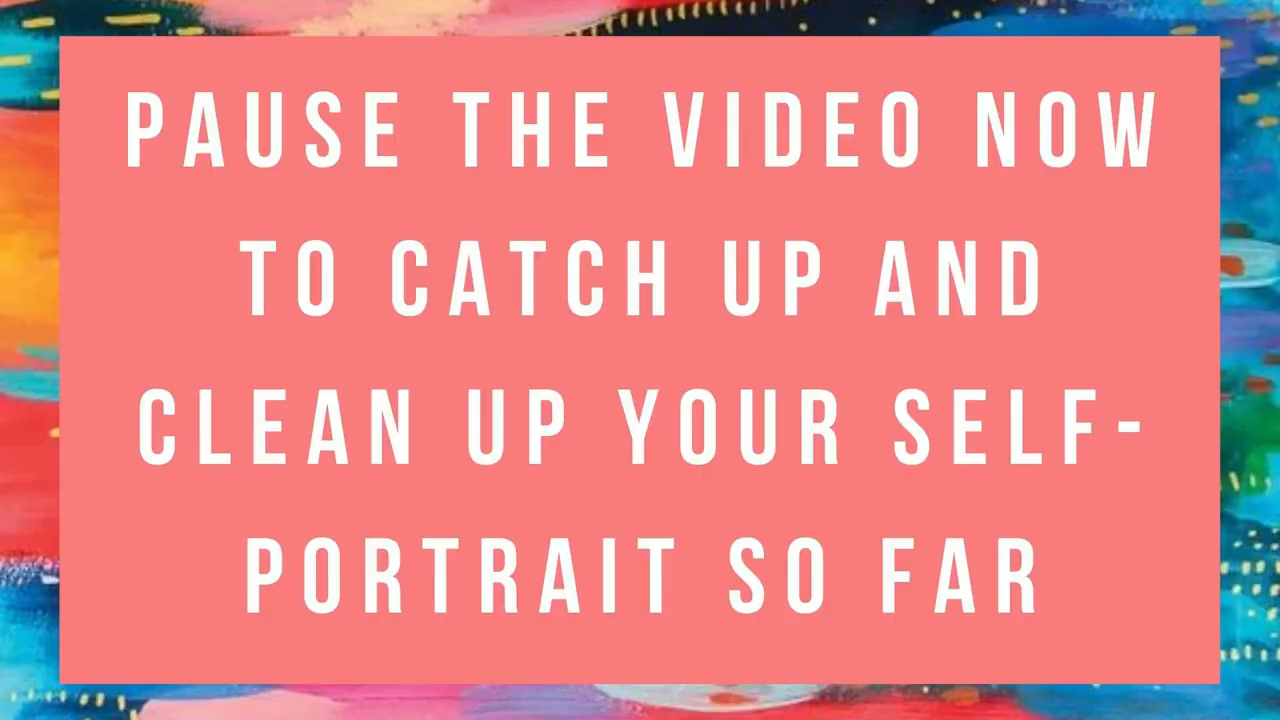 PAUSE THE VIDEO NOW
TO CATCH UP AND
CLEAN UP YOUR SELF-
PORTRAIT SO FAR